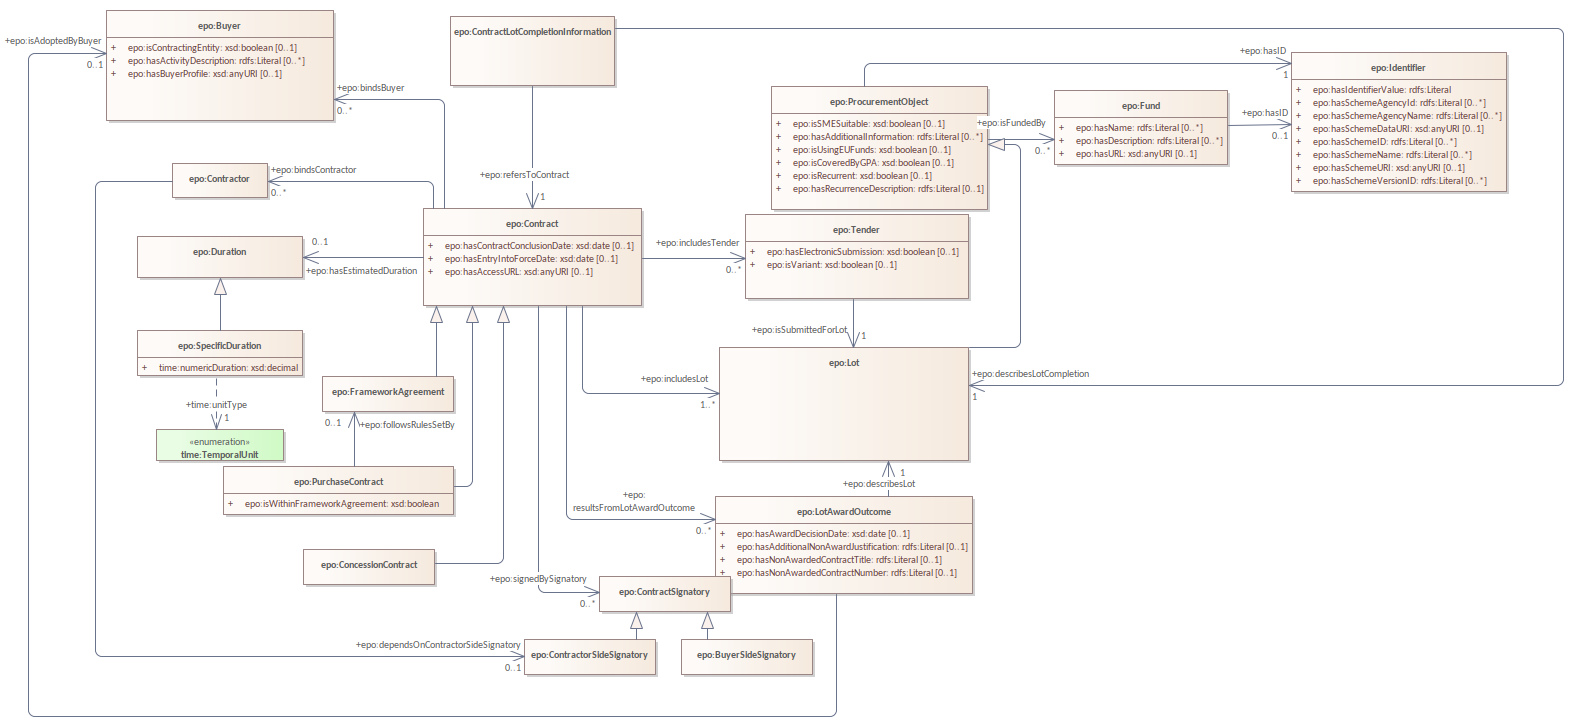 epo:Buyer
+ epo:isContractingEntity: xsd:boolean [0..1]
+ epo:hasActivityDescription: rdfs:Literal [0..*]
+ epo:hasBuyerProfile: xsd:anyURI [0..1]
+epo:isAdoptedByBuyer
0..1
epo:ContractLotCompletionInformation
+epo:bindsBuyer
0..*
+epo:refersToContract
1
epo:ProcurementObject
+ epo:isSMESuitable: xsd:boolean [0..1]
+ epo:hasAdditionalInformation: rdfs:Literal [0..*]
+ epo:isUsingEUFunds: xsd:boolean [0..1]
+ epo:isCoveredByGPA: xsd:boolean [0..1]
+ epo:isRecurrent: xsd:boolean [0..1]
+ epo:hasRecurrenceDescription: rdfs:Literal [0..1]
+epo:isFundedBy
0..*
epo:Fund
+ epo:hasName: rdfs:Literal [0..*]
+ epo:hasDescription: rdfs:Literal [0..*]
+ epo:hasURL: xsd:anyURI [0..1]
+epo:hasID
1
+epo:hasID
0..1
epo:Identifier
+ epo:hasIdentifierValue: rdfs:Literal
+ epo:hasSchemeAgencyId: rdfs:Literal [0..*]
+ epo:hasSchemeAgencyName: rdfs:Literal [0..*]
+ epo:hasSchemeDataURI: xsd:anyURI [0..1]
+ epo:hasSchemeID: rdfs:Literal [0..*]
+ epo:hasSchemeName: rdfs:Literal [0..*]
+ epo:hasSchemeURI: xsd:anyURI [0..1]
+ epo:hasSchemeVersionID: rdfs:Literal [0..*]
epo:Contractor
+epo:bindsContractor
0..*
epo:Contract
+ epo:hasContractConclusionDate: xsd:date [0..1]
+ epo:hasEntryIntoForceDate: xsd:date [0..1]
+ epo:hasAccessURL: xsd:anyURI [0..1]
epo:Duration
0..1
+epo:hasEstimatedDuration
+epo:includesTender
0..*
epo:Tender
+ epo:hasElectronicSubmission: xsd:boolean [0..1]
+ epo:isVariant: xsd:boolean [0..1]
+epo:isSubmittedForLot
1
epo:SpecificDuration
+ time:numericDuration: xsd:decimal
+time:unitType
1
«enumeration»
time:TemporalUnit
epo:FrameworkAgreement
0..1
+epo:followsRulesSetBy
epo:Lot
+epo:includesLot
1..*
+epo:describesLotCompletion
1
epo:PurchaseContract
+ epo:isWithinFrameworkAgreement: xsd:boolean
1
+epo:describesLot
+epo:
resultsFromLotAwardOutcome
0..*
epo:LotAwardOutcome
+ epo:hasAwardDecisionDate: xsd:date [0..1]
+ epo:hasAdditionalNonAwardJustification: rdfs:Literal [0..1]
+ epo:hasNonAwardedContractTitle: rdfs:Literal [0..1]
+ epo:hasNonAwardedContractNumber: rdfs:Literal [0..1]
epo:ConcessionContract
+epo:signedBySignatory
0..*
epo:ContractSignatory
+epo:dependsOnContractorSideSignatory
0..1
epo:ContractorSideSignatory
epo:BuyerSideSignatory